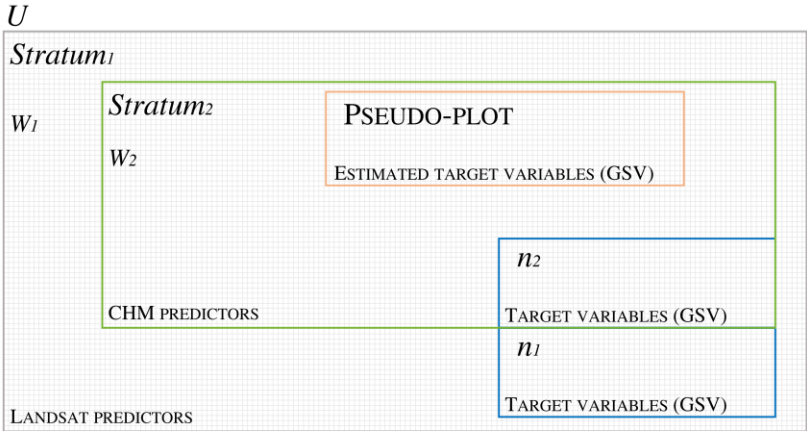 U
Stratum₁
Stratum₂
PSEUDO-PLOT
W₁
W₂
ESTIMATED TARGET VARIABLES (GSV)
n₂
CHM PREDICTORS
TARGET VARIABLES (GSV)
n₁
LANDSAT PREDICTORS
TARGET VARIABLES (GSV)